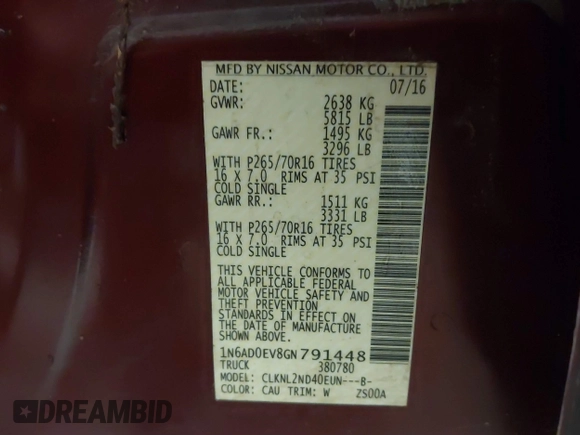 MFD BY NISSAN MOTOR CO., LTD.
DATE: 07/16
GVWR: 2638 KG
5815 LB
GAWR FR.: 1495 KG
3296 LB
WITH P265/70R16 TIRES
16 X 7.0 RIMS AT 35 PSI
COLD SINGLE
GAWR RR.: 1511 KG
3331 LB
WITH P265/70R16 TIRES
16 X 7.0 RIMS AT 35 PSI
COLD SINGLE
THIS VEHICLE CONFORMS TO
ALL APPLICABLE FEDERAL
MOTOR VEHICLE SAFETY AND
THEFT PREVENTION
STANDARDS IN EFFECT ON
THE DATE OF MANUFACTURE
SHOWN ABOVE.
1N6AD0EV8GN791448
TRUCK 380780
MODEL: CLKNL2ND40EUN---B-
COLOR: CAU TRIM: W ZS00A
DREAMBID